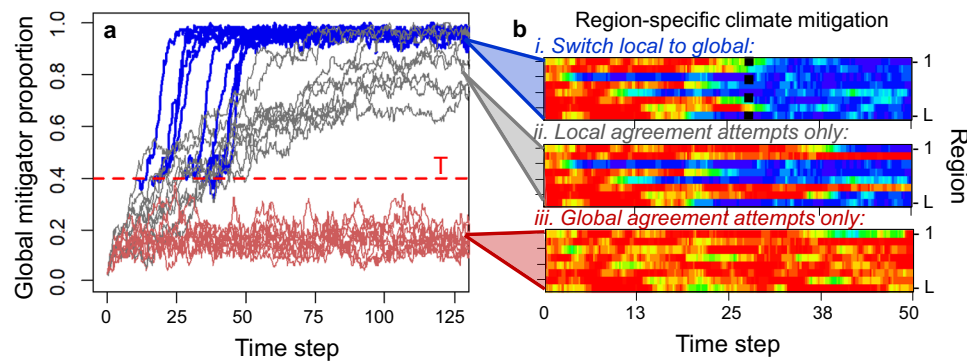 a
Global mitigator proportion
1.0
0.8
0.6
0.4
0.2
0.0
T
0
25
50
75
100
125
Time step
b
Region-specific climate mitigation
i. Switch local to global:
1
L
ii. Local agreement attempts only:
1
L
iii. Global agreement attempts only:
1
L
Region
0
13
25
38
50
Time step